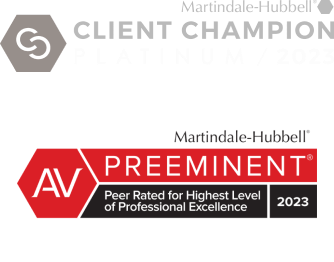 Martindale-Hubbell®
CLIENT CHAMPION
PLATINUM / 2023
Martindale-Hubbell®
AV PREEMINENT®
Peer Rated for Highest Level
of Professional Excellence
2023